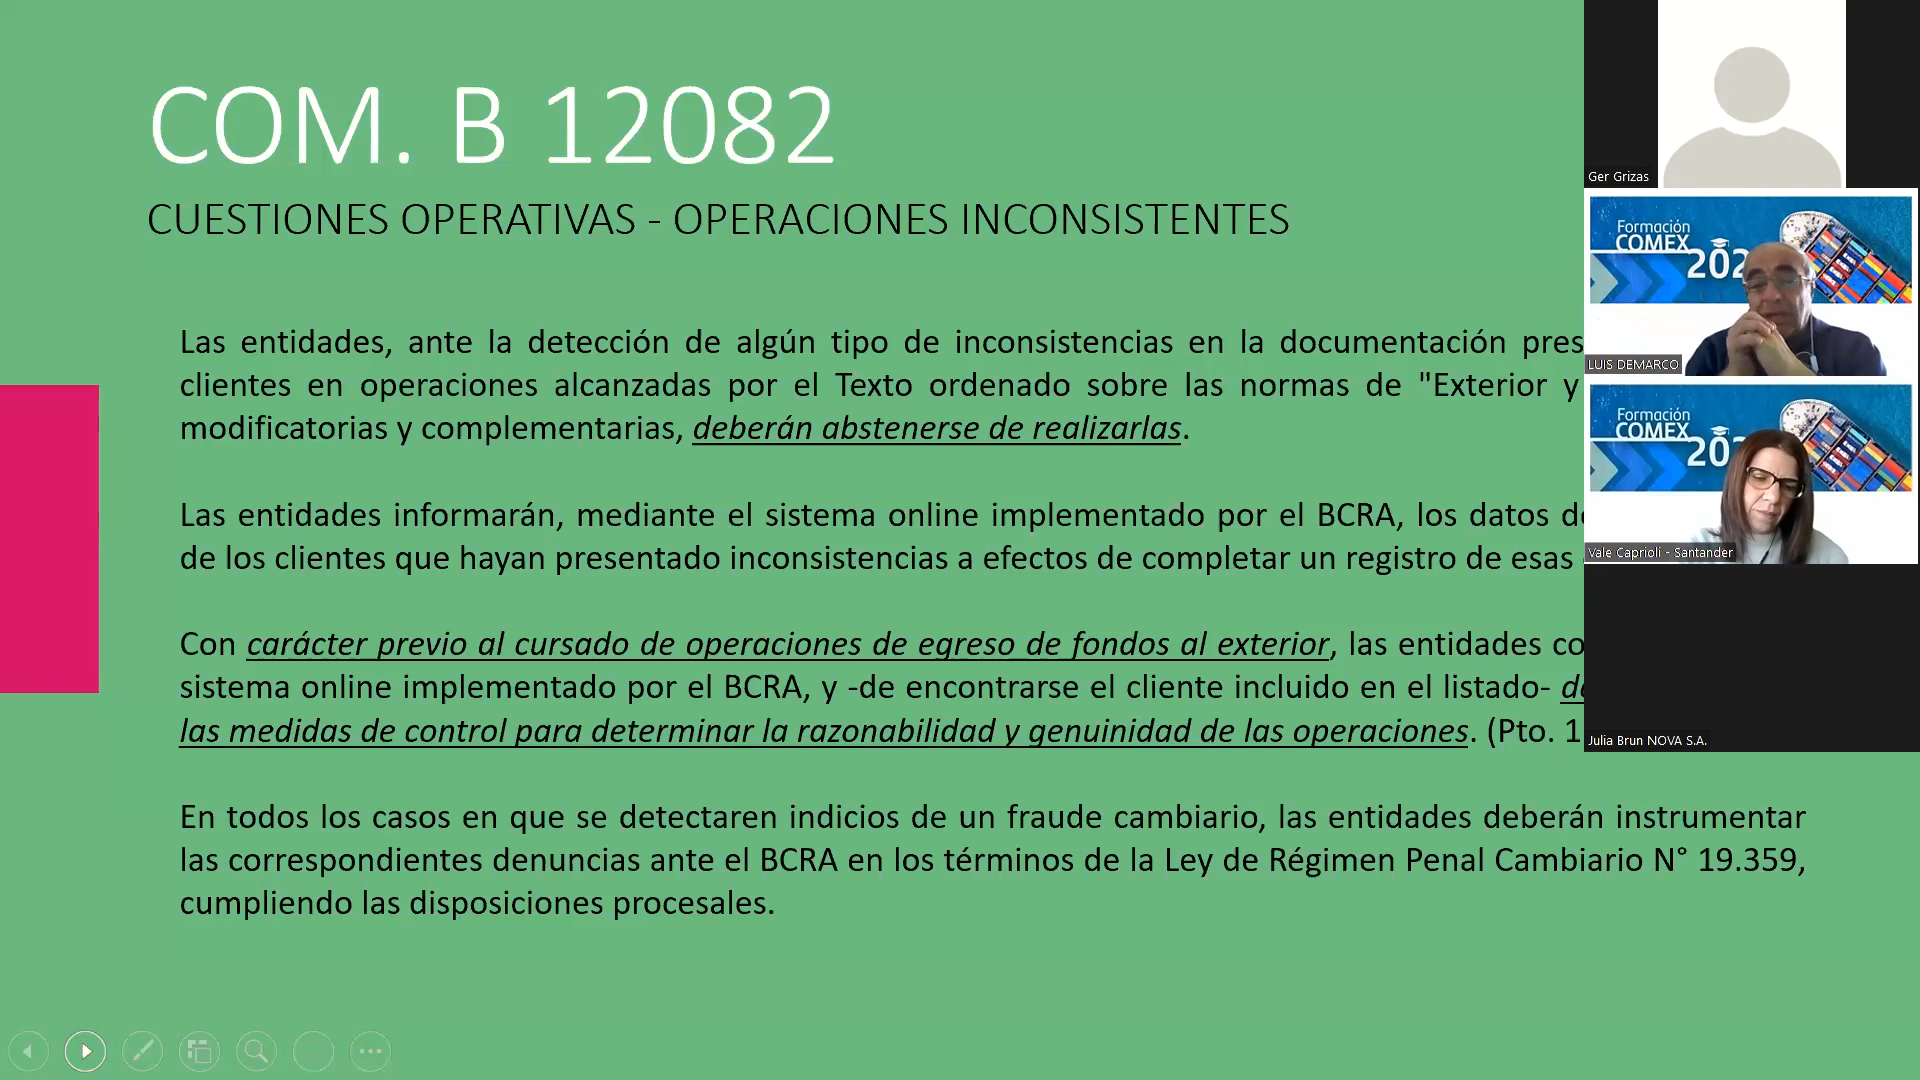 COM. B 12082
CUESTIONES OPERATIVAS - OPERACIONES INCONSISTENTES
Las entidades, ante la detección de algún tipo de inconsistencias en la documentación
clientes en operaciones alcanzadas por el Texto ordenado sobre las normas de "Exterior y
modificatorias y complementarias, deberán abstenerse de realizarlas.
Las entidades informarán, mediante el sistema online implementado por el BCRA, los datos
de los clientes que hayan presentado inconsistencias a efectos de completar un registro de esas
Con carácter previo al cursado de operaciones de egreso de fondos al exterior, las entidades
sistema online implementado por el BCRA, y -de encontrarse el cliente incluido en el listado-
las medidas de control para determinar la razonabilidad y genuinidad de las operaciones. (Pto. 1
En todos los casos en que se detectaren indicios de un fraude cambiario, las entidades deberán instrumentar
las correspondientes denuncias ante el BCRA en los términos de la Ley de Régimen Penal Cambiario N° 19.359,
cumpliendo las disposiciones procesales.
Ger Grizas
Formación
COMEX
202
LUIS DEMARCO
Formación
COMEX
20
Vale Caprioli - Santander
Julia Brun NOVA S.A.